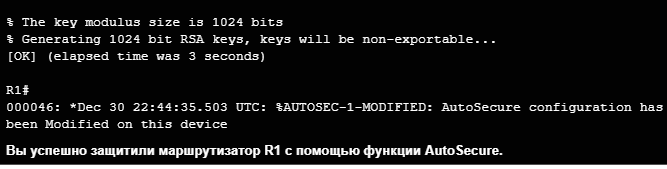 % The key modulus size is 1024 bits
% Generating 1024 bit RSA keys, keys will be non-exportable...
[OK] (elapsed time was 3 seconds)
R1#
000046: *Dec 30 22:44:35.503 UTC: %AUTOSEC-1-MODIFIED: AutoSecure configuration has
been Modified on this device
Вы успешно защитили маршрутизатор R1 с помощью функции AutoSecure.